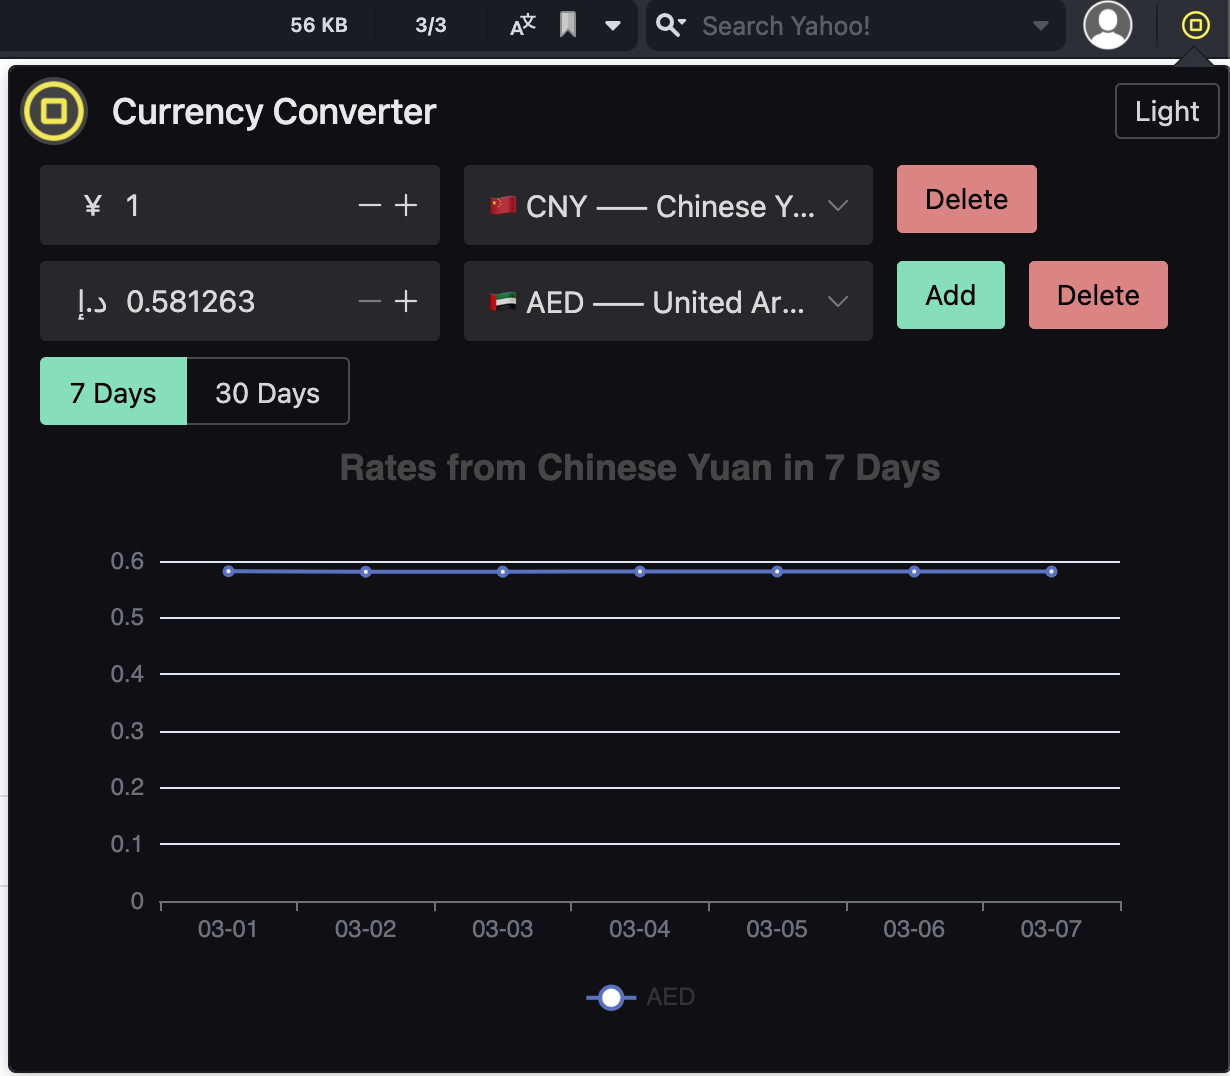 56 KB 3/3 Search Yahoo!
Currency Converter Light
¥ 1 CNY —— Chinese Y... Delete
د.إ 0.581263 AED —— United Ar... Add Delete
7 Days 30 Days
Rates from Chinese Yuan in 7 Days
0.6
0.5
0.4
0.3
0.2
0.1
0
03-01 03-02 03-03 03-04 03-05 03-06 03-07
AED